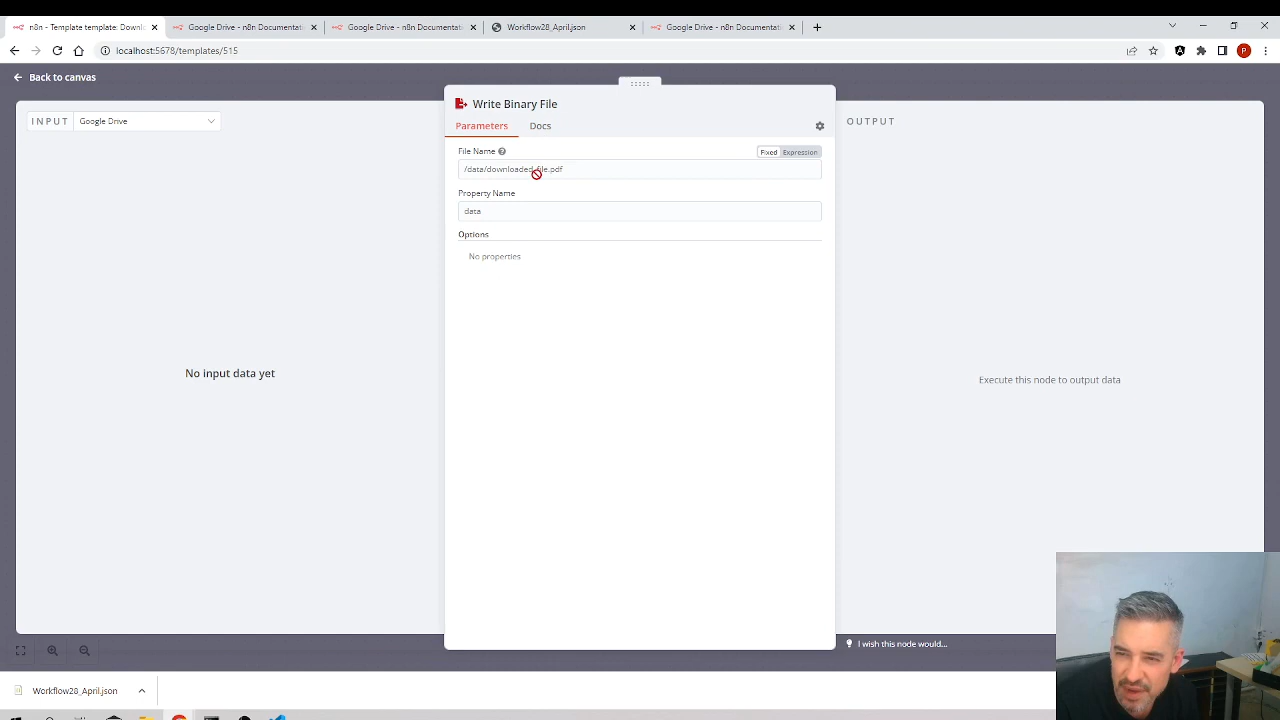 n8n - Template template: Downl
Google Drive - n8n Documentati
Google Drive - n8n Documentati
Workflow28_April.json
Google Drive - n8n Documentati
localhost:5678/templates/515
P
Back to canvas
INPUT
Google Drive
Write Binary File
OUTPUT
Parameters
Docs
File Name
Fixed
Expression
/data/downloaded-file.pdf
Property Name
data
Options
No properties
No input data yet
Execute this node to output data
I wish this node would...
Workflow28_April.json